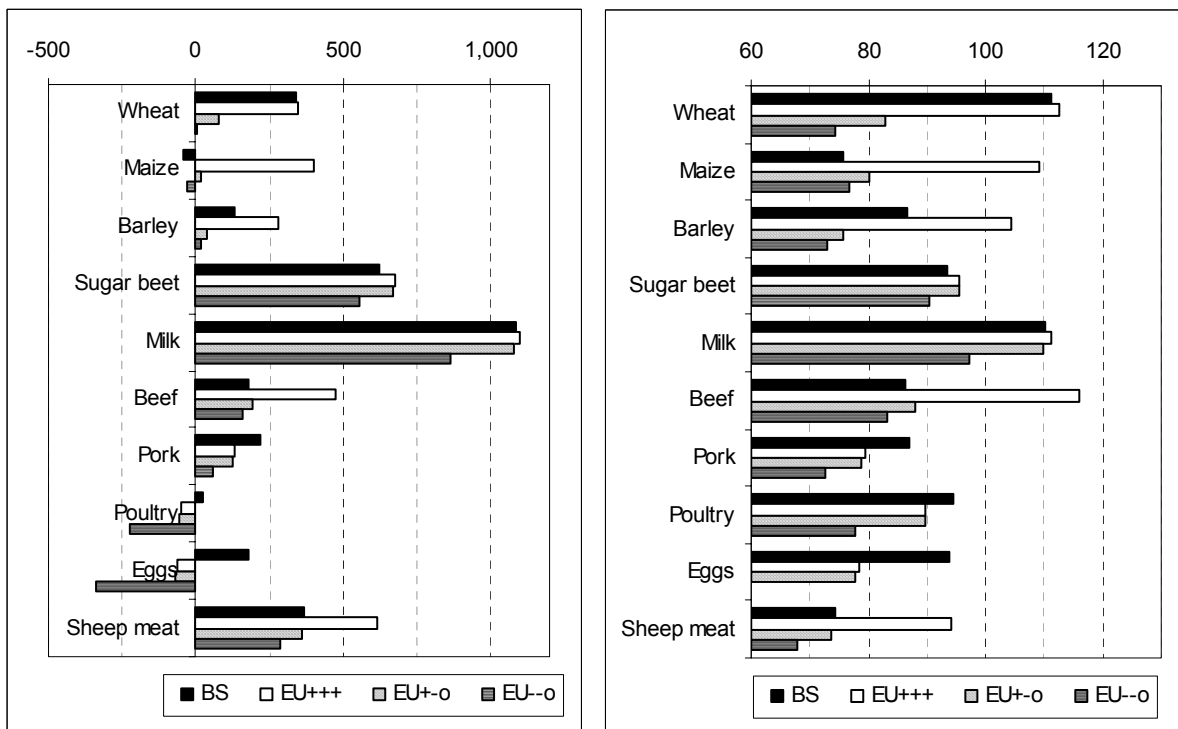 -500 0 500 1,000
Wheat
Maize
Barley
Sugar beet
Milk
Beef
Pork
Poultry
Eggs
Sheep meat
BS EU+++ EU+-o EU--o
60 80 100 120
Wheat
Maize
Barley
Sugar beet
Milk
Beef
Pork
Poultry
Eggs
Sheep meat
BS EU+++ EU+-o EU--o